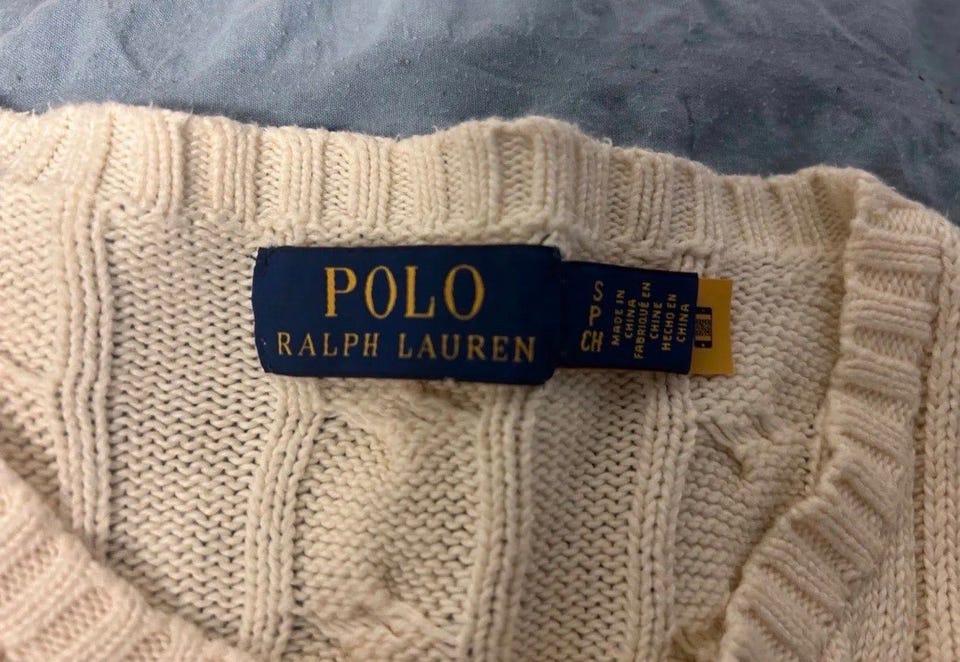 POLO
RALPH LAUREN
S
P
CH
MADE IN
CHINA
FABRIQUÉ EN
CHINE
HECHO EN
CHINA